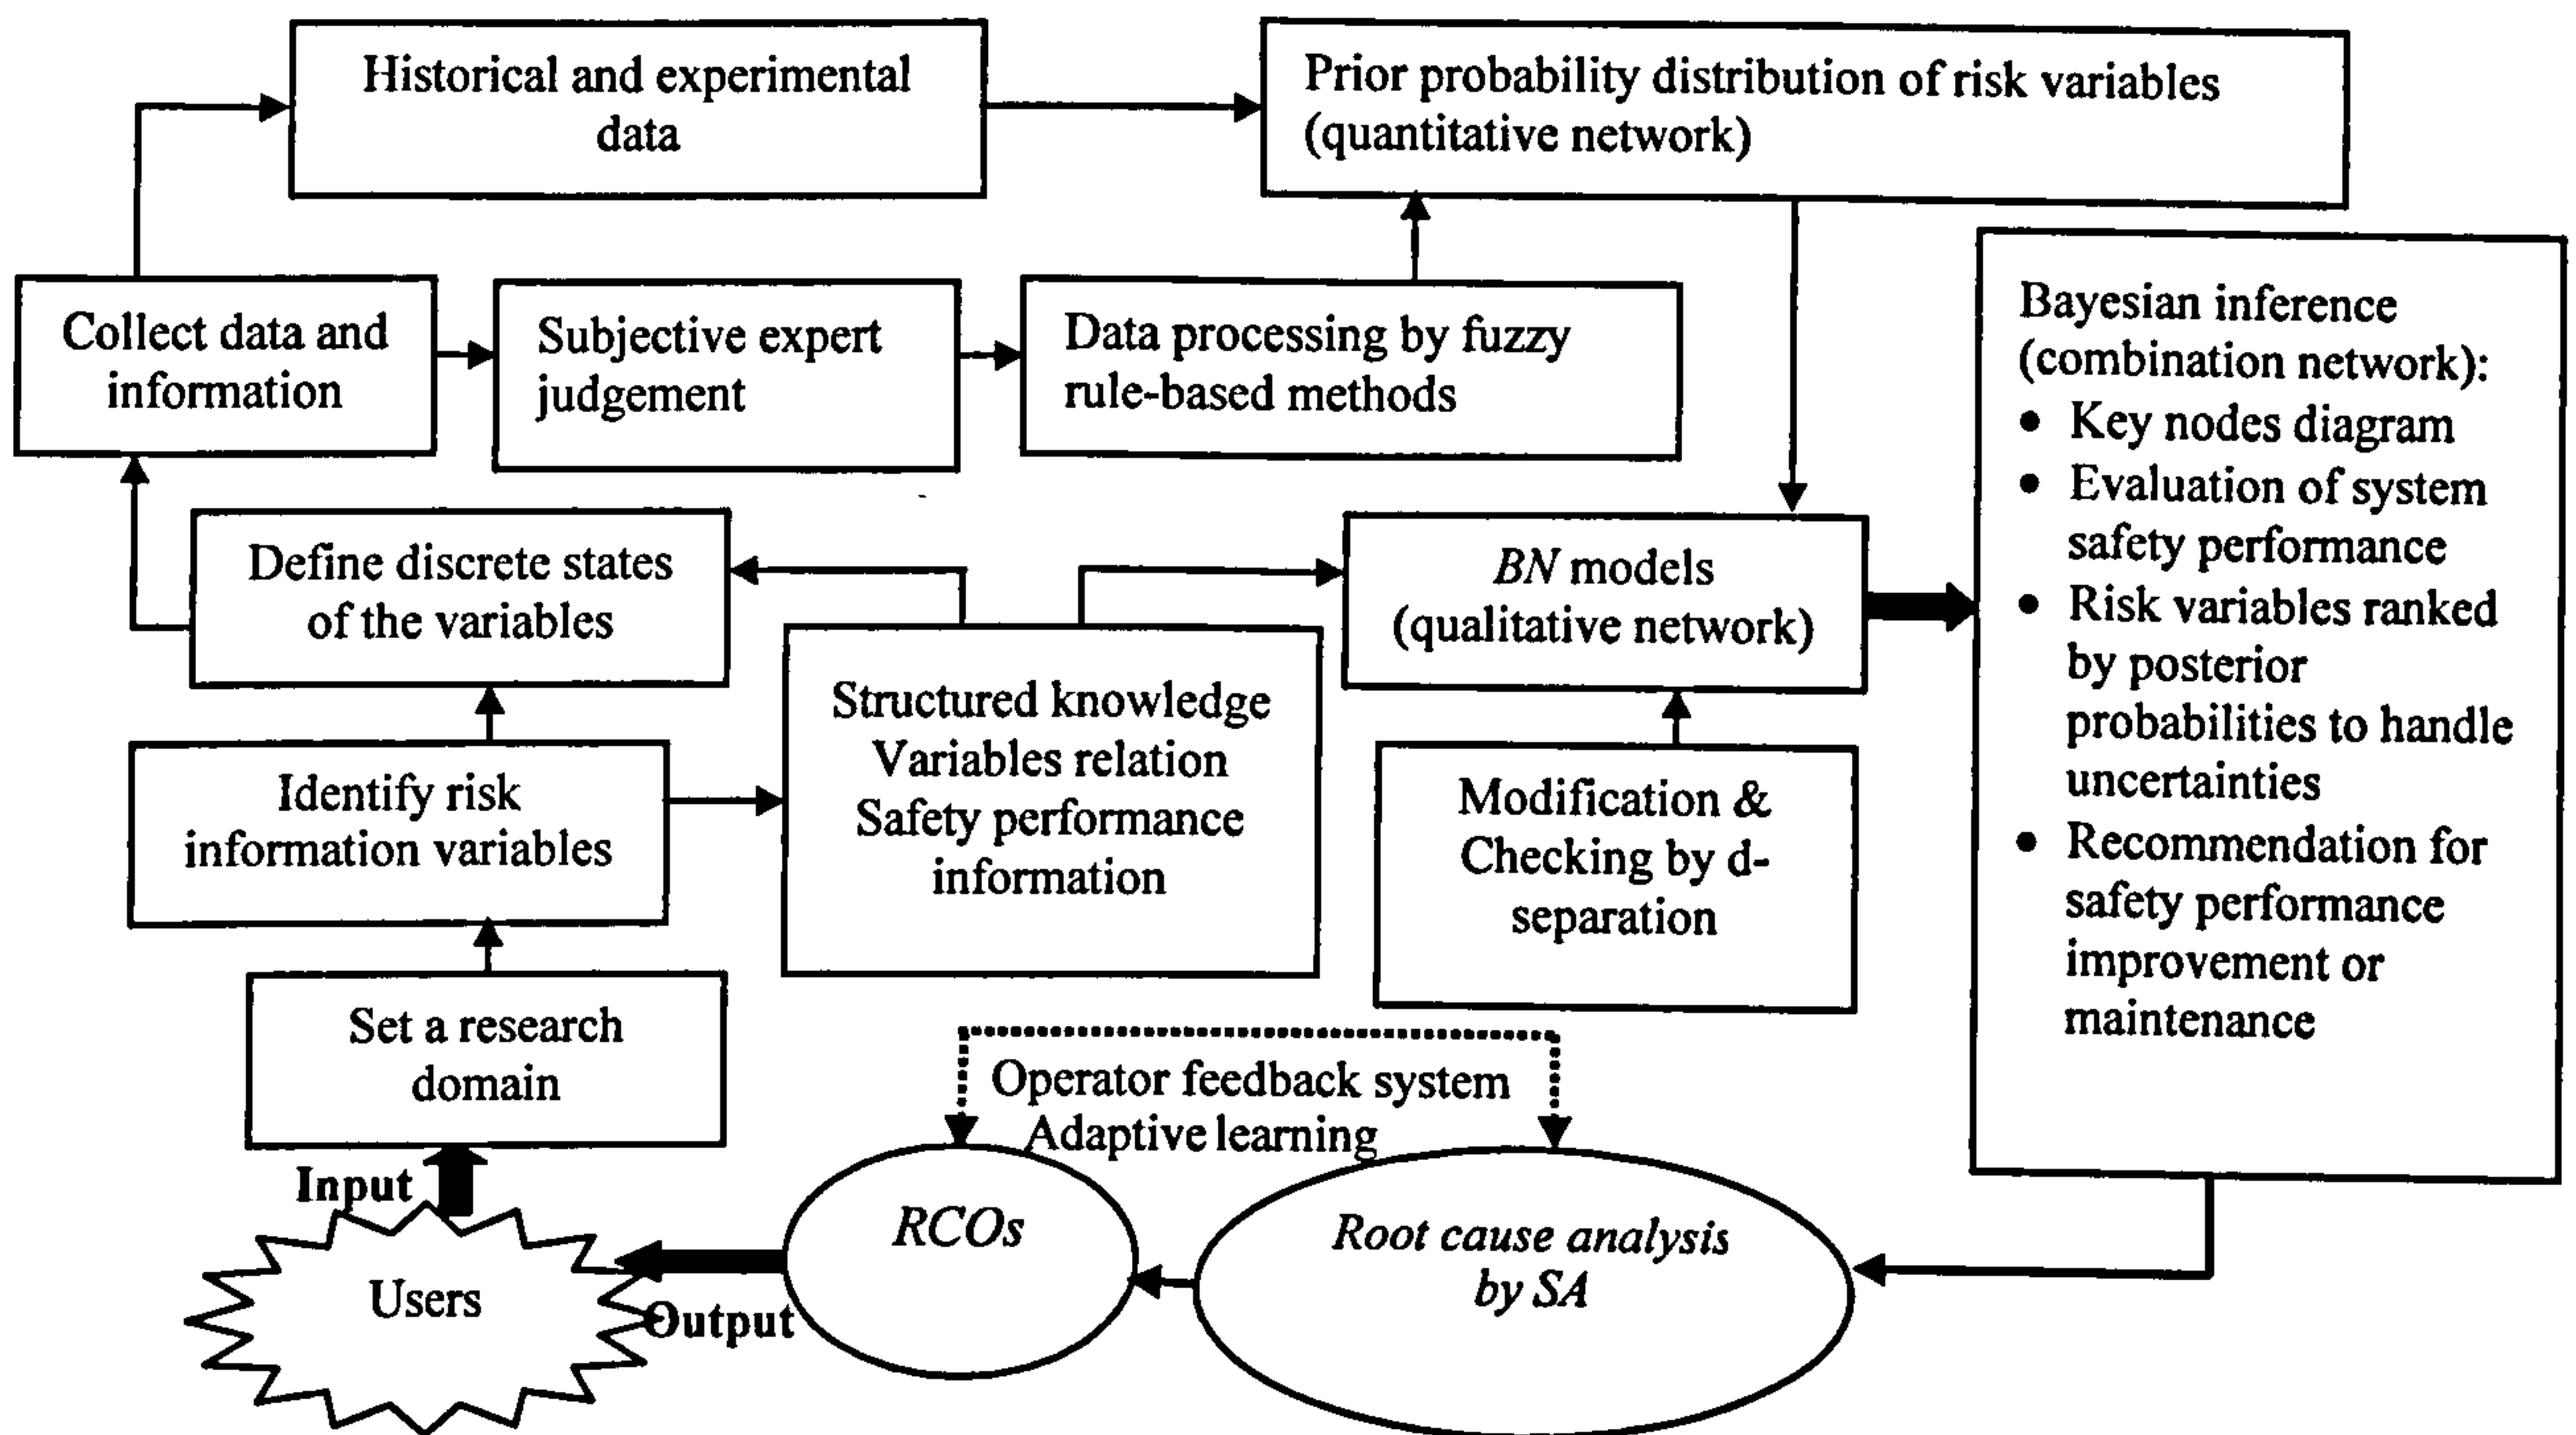 Historical and experimental
data
Prior probability distribution of risk variables
(quantitative network)
Collect data and
information
Subjective expert
judgement
Data processing by fuzzy
rule-based methods
Bayesian inference
(combination network):
• Key nodes diagram
• Evaluation of system
safety performance
• Risk variables ranked
by posterior
probabilities to handle
uncertainties
• Recommendation for
safety performance
improvement or
maintenance
Define discrete states
of the variables
BN models
(qualitative network)
Structured knowledge
Variables relation
Safety performance
information
Identify risk
information variables
Modification &
Checking by d-
separation
Set a research
domain
Operator feedback system
Adaptive learning
Input
Users
Output
RCOs
Root cause analysis
by SA